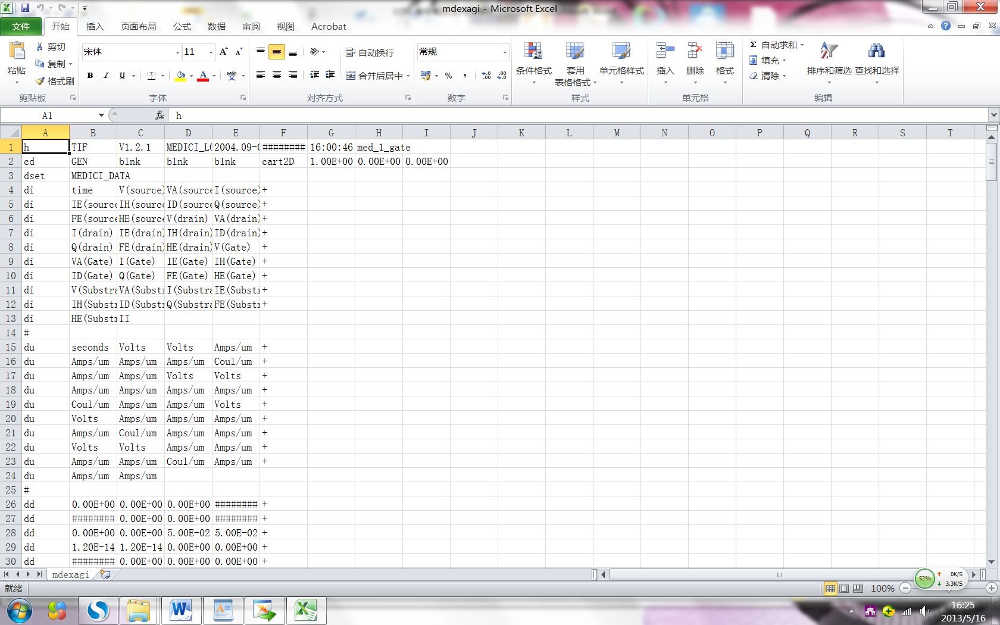 mdexagi - Microsoft Excel
文件 开始 插入 页面布局 公式 数据 审阅 视图 Acrobat
粘贴 剪切 复制 格式刷
宋体 11
B I U
自动换行
合并后居中
常规
条件格式 套用表格格式 单元格样式
插入 删除 格式
Σ 自动求和 填充 清除
排序和筛选 查找和选择
剪贴板 字体 对齐方式 数字 样式 单元格 编辑
A1 fx h
A B C D E F G H I J K L M N O P Q R S T
1 h TIF V1.2.1 MEDICI_LO 2004.09-0 ######## 16:00:46 med_l_gate
2 cd GEN blnk blnk blnk cart2D 1.00E+00 0.00E+00 0.00E+00
3 dset MEDICI_DATA
4 di time V(source) VA(source I(source) +
5 di IE(source IH(source ID(source Q(source) +
6 di FE(source HE(source V(drain) VA(drain) +
7 di I(drain) IE(drain) IH(drain) ID(drain) +
8 di Q(drain) FE(drain) HE(drain) V(Gate) +
9 di VA(Gate) I(Gate) IE(Gate) IH(Gate) +
10 di ID(Gate) Q(Gate) FE(Gate) HE(Gate) +
11 di V(Substra VA(Substr I(Substra IE(Substr +
12 di IH(Substr ID(Substr Q(Substra FE(Substr +
13 di HE(Substr II
14 #
15 du seconds Volts Volts Amps/um +
16 du Amps/um Amps/um Amps/um Coul/um +
17 du Amps/um Amps/um Volts Volts +
18 du Amps/um Amps/um Amps/um Amps/um +
19 du Coul/um Amps/um Amps/um Volts +
20 du Volts Amps/um Amps/um Amps/um +
21 du Amps/um Coul/um Amps/um Amps/um +
22 du Volts Volts Amps/um Amps/um +
23 du Amps/um Amps/um Coul/um Amps/um +
24 du Amps/um Amps/um
25 #
26 dd 0.00E+00 0.00E+00 0.00E+00 ######## +
27 dd ######## 0.00E+00 0.00E+00 ######## +
28 dd 0.00E+00 0.00E+00 5.00E-02 5.00E-02 +
29 dd 1.20E-14 1.20E-14 0.00E+00 0.00E+00 +
30 dd ######## 0.00E+00 0.00E+00 0.00E+00 +
mdexagi
52% 0K/S
3.3K/S
就绪 100%
16:25
2013/5/16